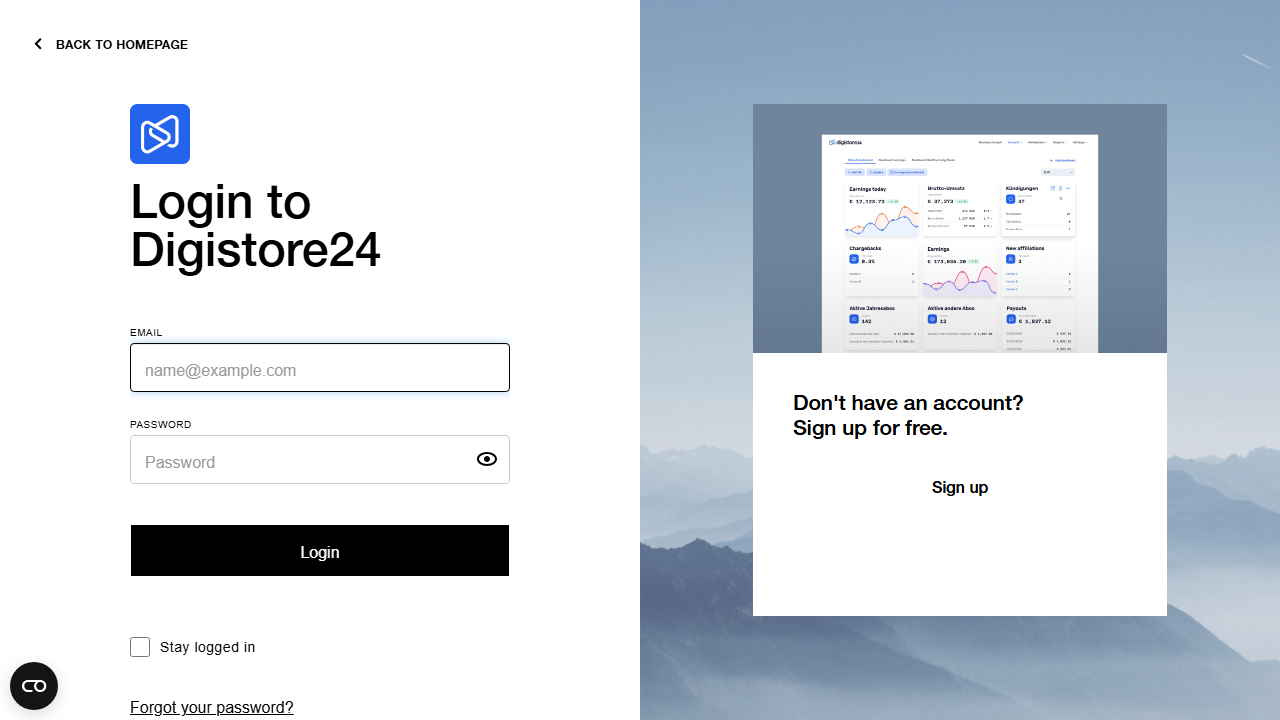 BACK TO HOMEPAGE
Login to
Digistore24
EMAIL
name@example.com
PASSWORD
Password
Login
Stay logged in
Forgot your password?
digistore24
Earnings today
€ 12,123.73
Brutto-Umsatz
€ 37,273
Kündigungen
37
Chargebacks
0.3%
Earnings
€ 173,935.20
New affiliations
3
Aktive Jahresabos
142
Aktive andere Abos
12
Payouts
€ 1,837.12
Don't have an account?
Sign up for free.
Sign up